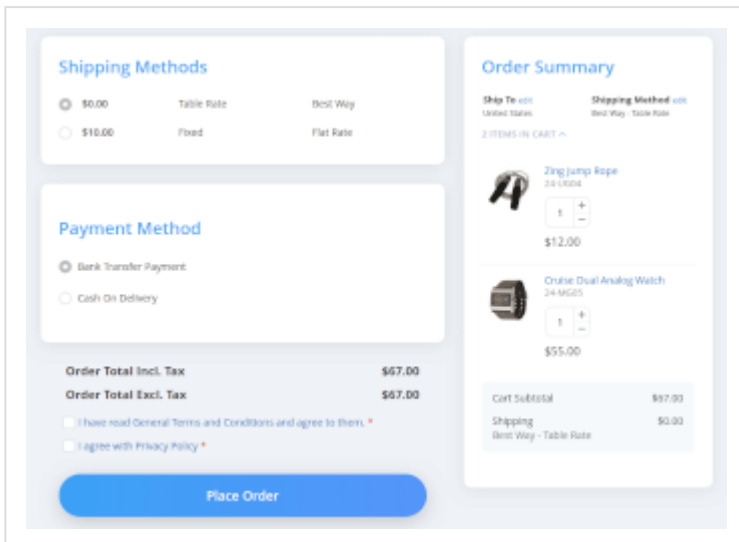 Shipping Methods
$0.00 Table Rate Best Way
$10.00 Fixed Flat Rate
Payment Method
Bank Transfer Payment
Cash On Delivery
Order Total Incl. Tax $67.00
Order Total Excl. Tax $67.00
I have read General Terms and Conditions and agree to them. *
I agree with Privacy Policy *
Place Order
Order Summary
Ship To edit
United States
Shipping Method edit
Best Way - Table Rate
2 ITEMS IN CART
Zing Jump Rope
24-UG04
1 + −
$12.00
Cruise Dual Analog Watch
24-MG05
1 + −
$55.00
Cart Subtotal $67.00
Shipping $0.00
Best Way - Table Rate